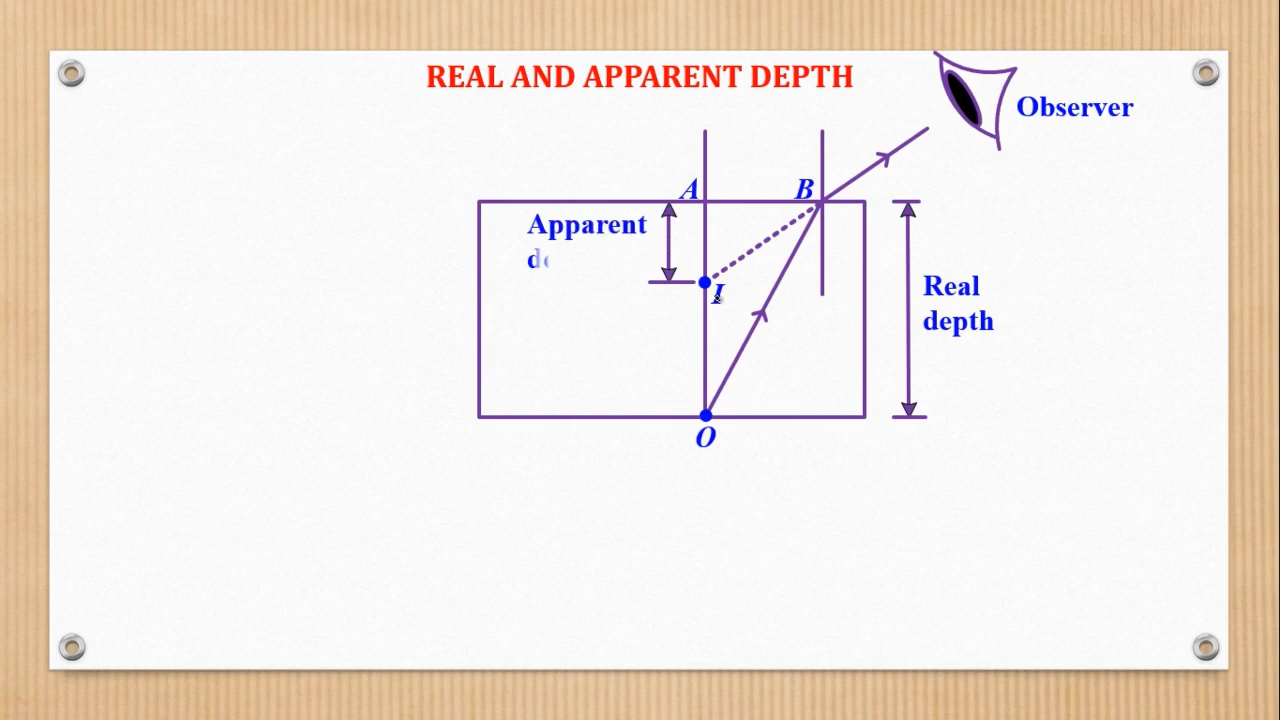 REAL AND APPARENT DEPTH
Observer
A
B
Apparent
I
Real
depth
O